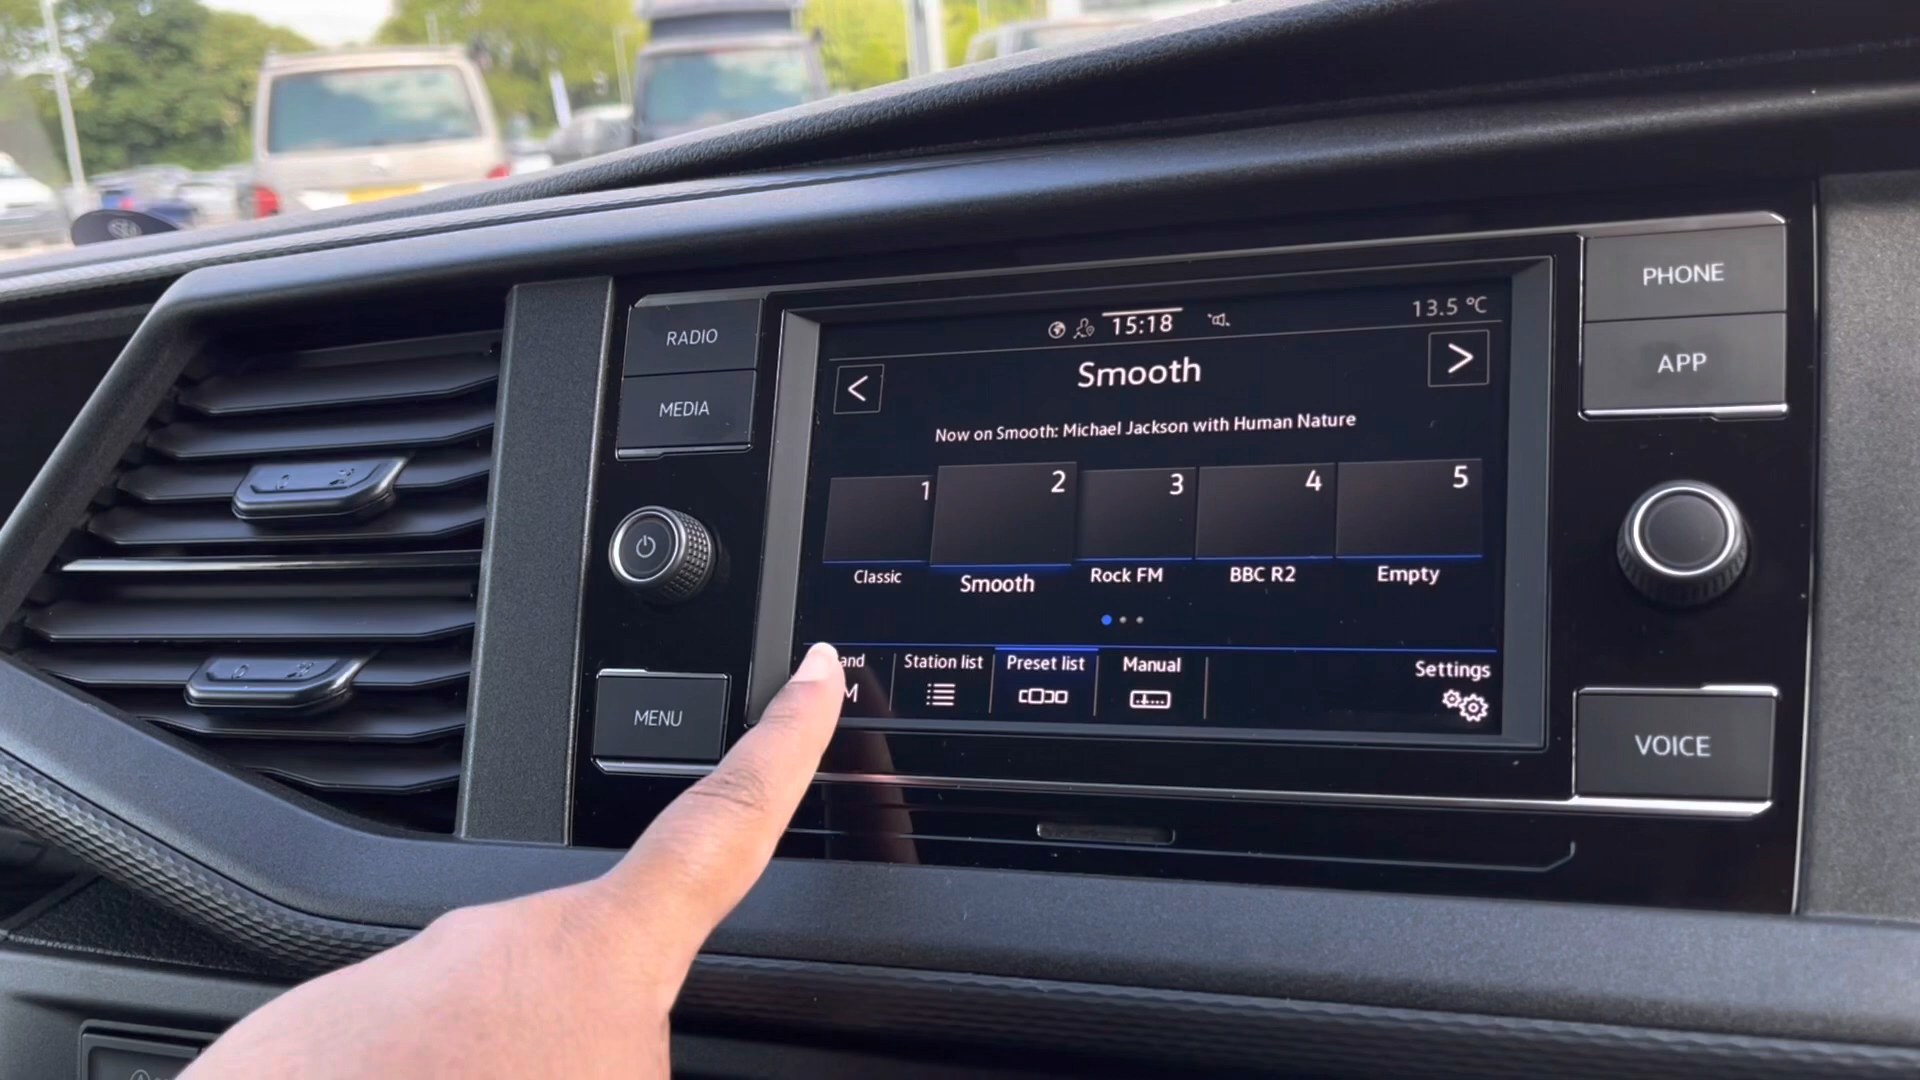 RADIO
MEDIA
MENU
15:18
13.5 °C
<
Smooth
>
Now on Smooth: Michael Jackson with Human Nature
1 2 3 4 5
Classic Smooth Rock FM BBC R2 Empty
Station list Preset list Manual Settings
PHONE
APP
VOICE